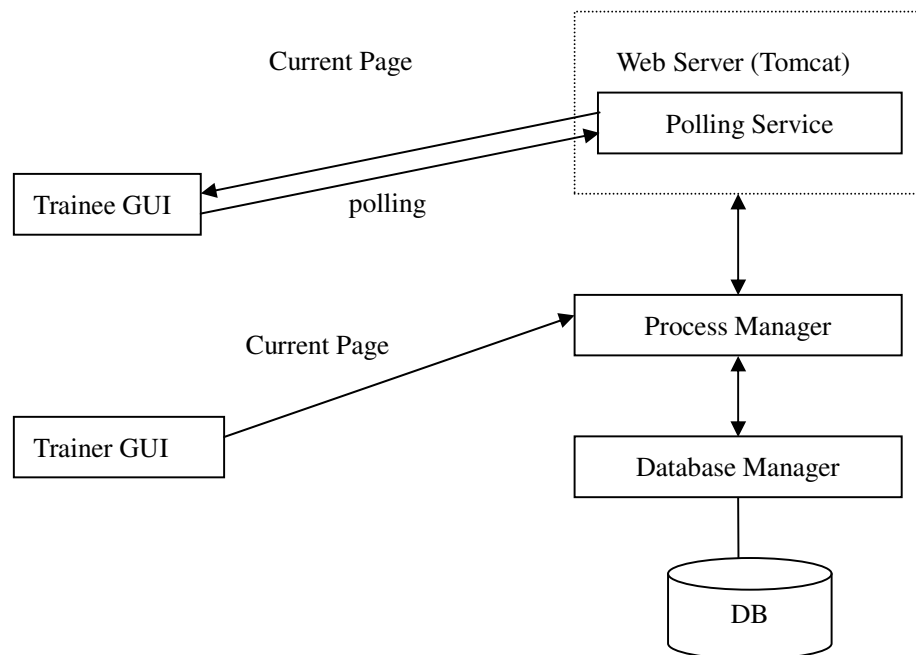 Current Page
Web Server (Tomcat)
Polling Service
Trainee GUI
polling
Process Manager
Current Page
Trainer GUI
Database Manager
DB